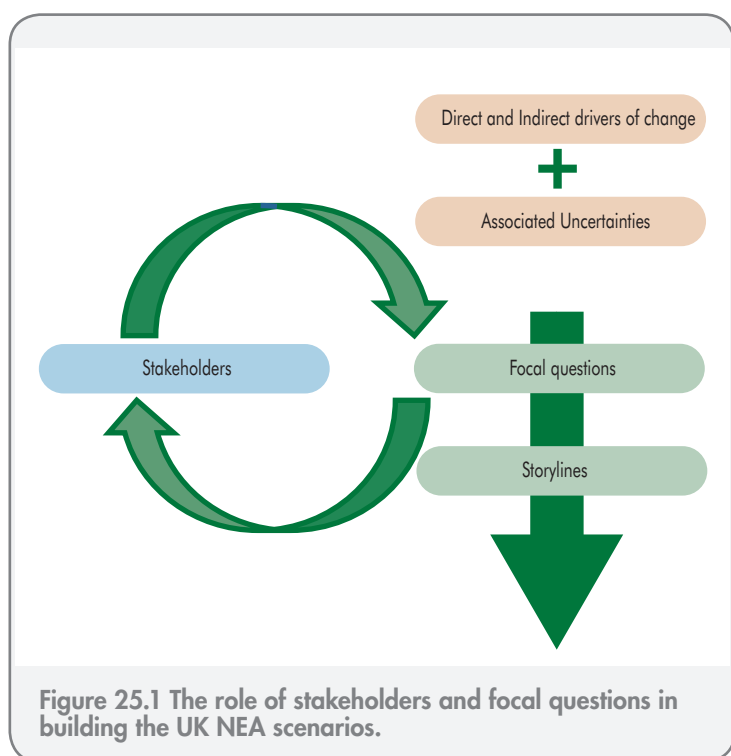 Direct and Indirect drivers of change
+
Associated Uncertainties
Stakeholders
Focal questions
Storylines
Figure 25.1 The role of stakeholders and focal questions in
building the UK NEA scenarios.